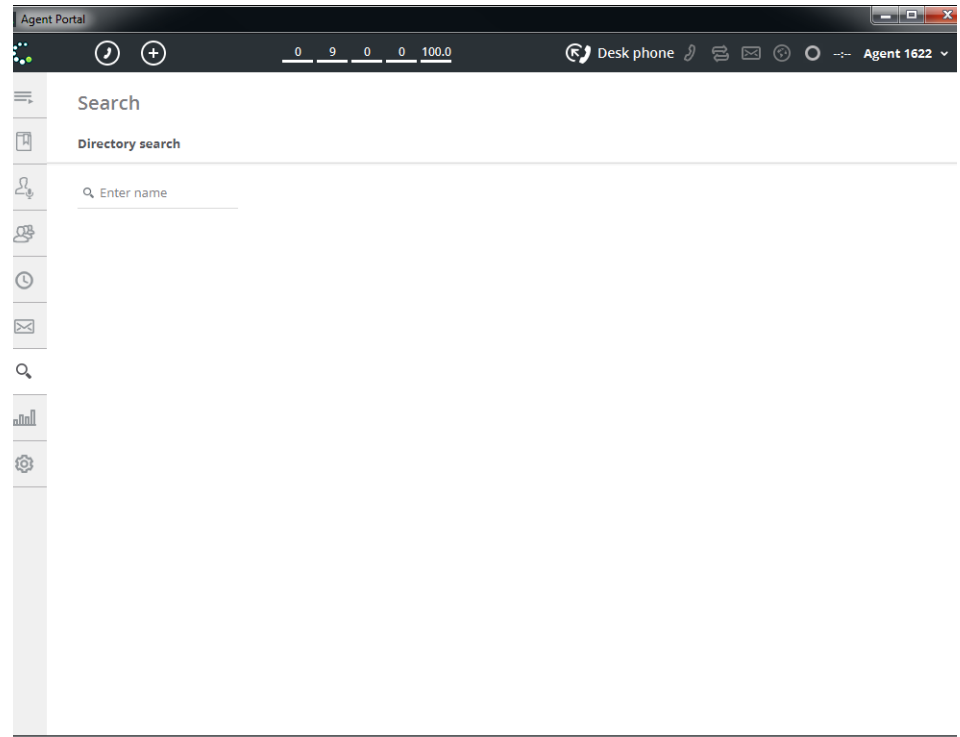 Agent Portal
0 9 0 0 100.0 Desk phone --:-- Agent 1622
Search
Directory search
Enter name